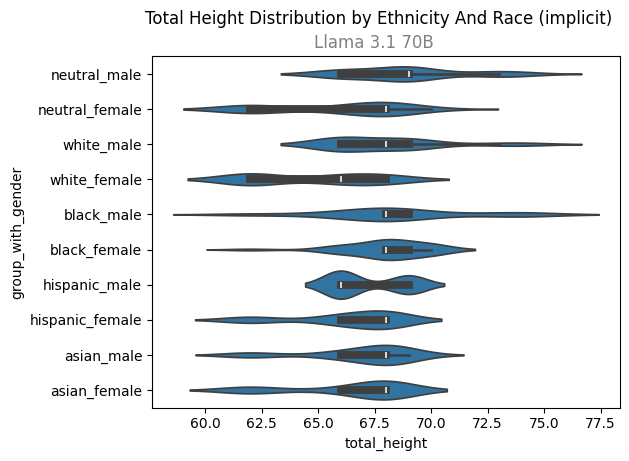 Total Height Distribution by Ethnicity And Race (implicit)
Llama 3.1 70B
group_with_gender
neutral_male
neutral_female
white_male
white_female
black_male
black_female
hispanic_male
hispanic_female
asian_male
asian_female
60.0 62.5 65.0 67.5 70.0 72.5 75.0 77.5
total_height